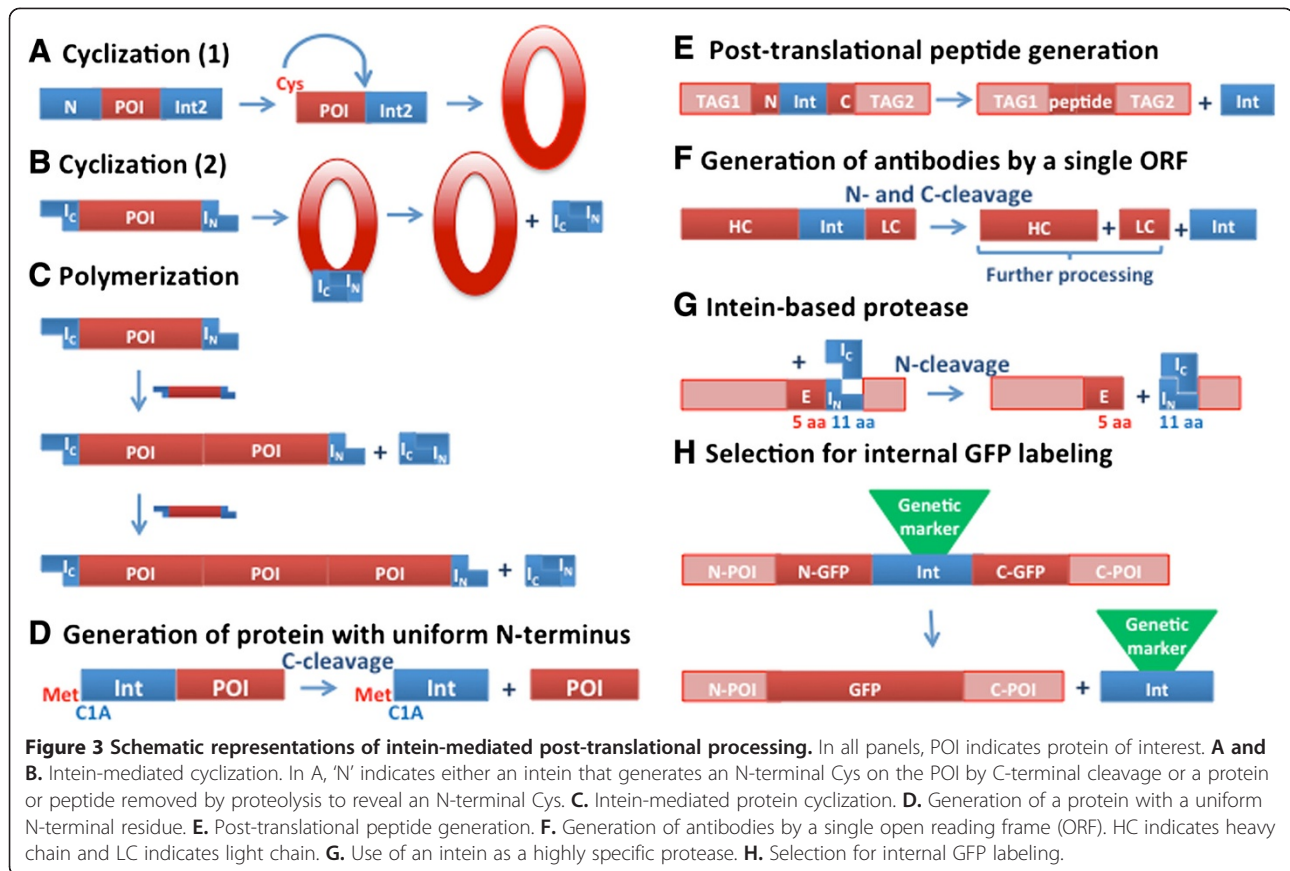 A Cyclization (1)
Cys
N POI Int2 POI Int2
B Cyclization (2)
IC POI IN IC IN + IC IN
C Polymerization
IC POI IN
IC POI POI IN + IC IN
IC POI POI POI IN + IC IN
D Generation of protein with uniform N-terminus
C-cleavage
Met Int POI Met Int + POI
C1A C1A
E Post-translational peptide generation
TAG1 N Int C TAG2 TAG1 peptide TAG2 + Int
F Generation of antibodies by a single ORF
N- and C-cleavage
HC Int LC HC + LC + Int
Further processing
G Intein-based protease
+ IC N-cleavage IC
E IN E + IN
5 aa 11 aa 5 aa 11 aa
H Selection for internal GFP labeling
Genetic
marker
N-POI N-GFP Int C-GFP C-POI
Genetic
marker
N-POI GFP C-POI + Int
Figure 3 Schematic representations of intein-mediated post-translational processing. In all panels, POI indicates protein of interest. A and
B. Intein-mediated cyclization. In A, ‘N’ indicates either an intein that generates an N-terminal Cys on the POI by C-terminal cleavage or a protein
or peptide removed by proteolysis to reveal an N-terminal Cys. C. Intein-mediated protein cyclization. D. Generation of a protein with a uniform
N-terminal residue. E. Post-translational peptide generation. F. Generation of antibodies by a single open reading frame (ORF). HC indicates heavy
chain and LC indicates light chain. G. Use of an intein as a highly specific protease. H. Selection for internal GFP labeling.